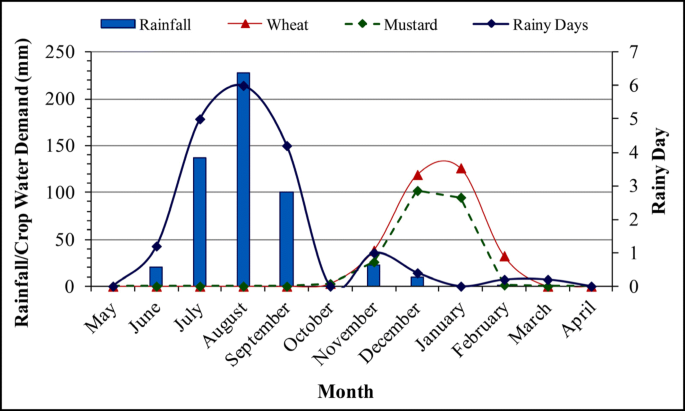 Rainfall Wheat Mustard Rainy Days
250 7
200 6
150 5
100 4
50 3
0 2
1
0
Rainfall/Crop Water Demand (mm)
Rainy Day
May June July August September October November December January February March April
Month